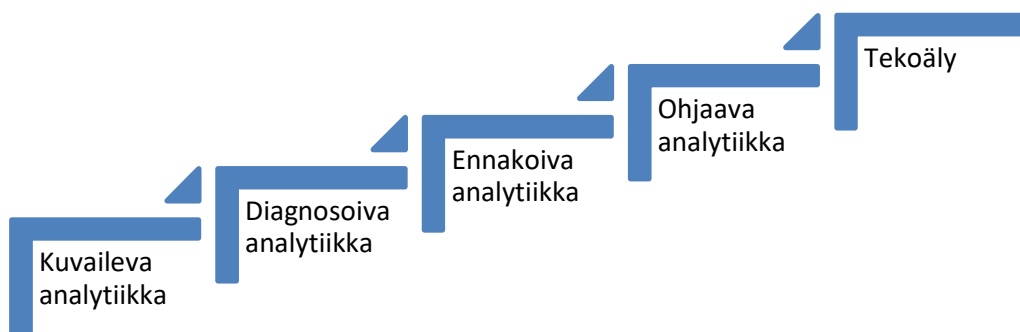 Kuvaileva
analytiikka
Diagnosoiva
analytiikka
Ennakoiva
analytiikka
Ohjaava
analytiikka
Tekoäly